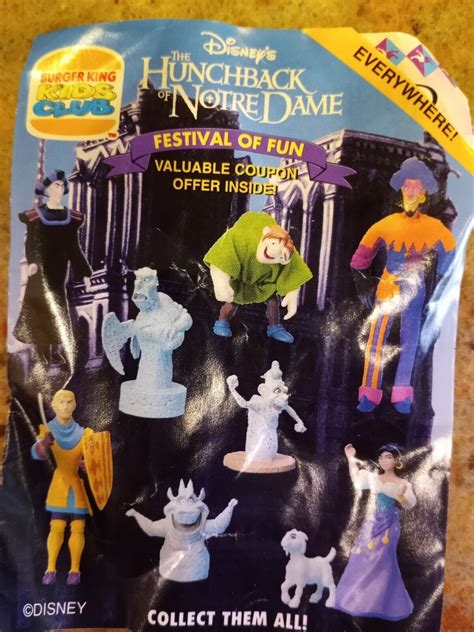 BURGER KING
KIDS
CLUB
TM
DISNEY'S
THE
HUNCHBACK
OF NOTRE DAME
FESTIVAL OF FUN
VALUABLE COUPON
OFFER INSIDE!
EVERYWHERE!
©DISNEY
COLLECT THEM ALL!